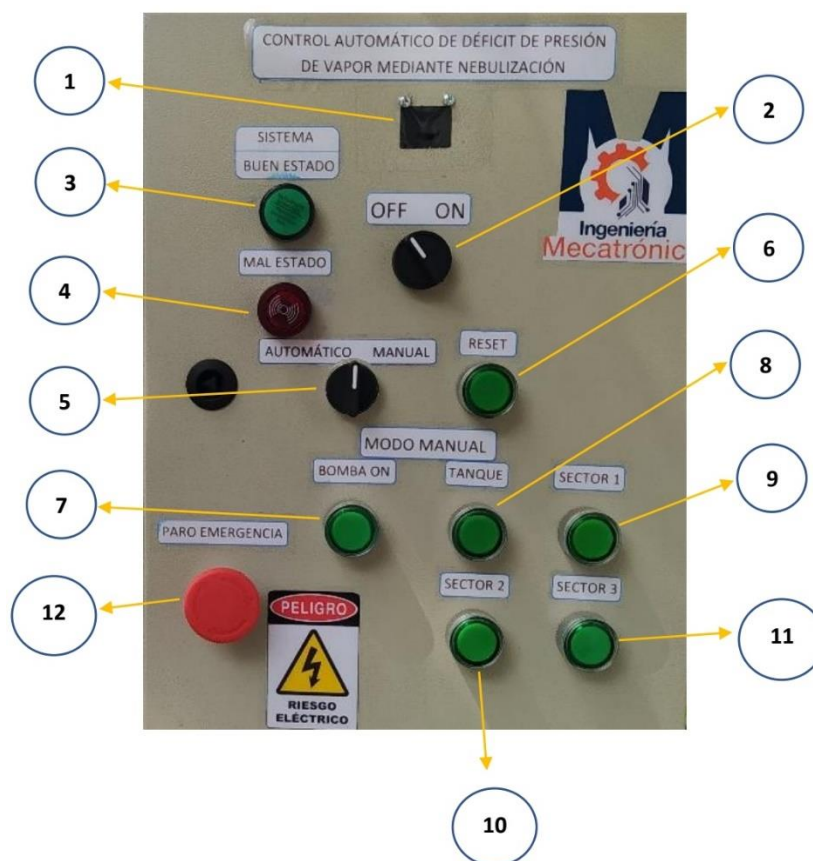 CONTROL AUTOMÁTICO DE DÉFICIT DE PRESIÓN
DE VAPOR MEDIANTE NEBULIZACIÓN
1
2
SISTEMA
BUEN ESTADO
3
OFF ON
Ingeniería
Mecatrónic
6
MAL ESTADO
4
AUTOMÁTICO MANUAL
RESET
8
5
MODO MANUAL
BOMBA ON
TANQUE
SECTOR 1
9
7
PARO EMERGENCIA
SECTOR 2
SECTOR 3
12
PELIGRO
RIESGO
ELÉCTRICO
11
10